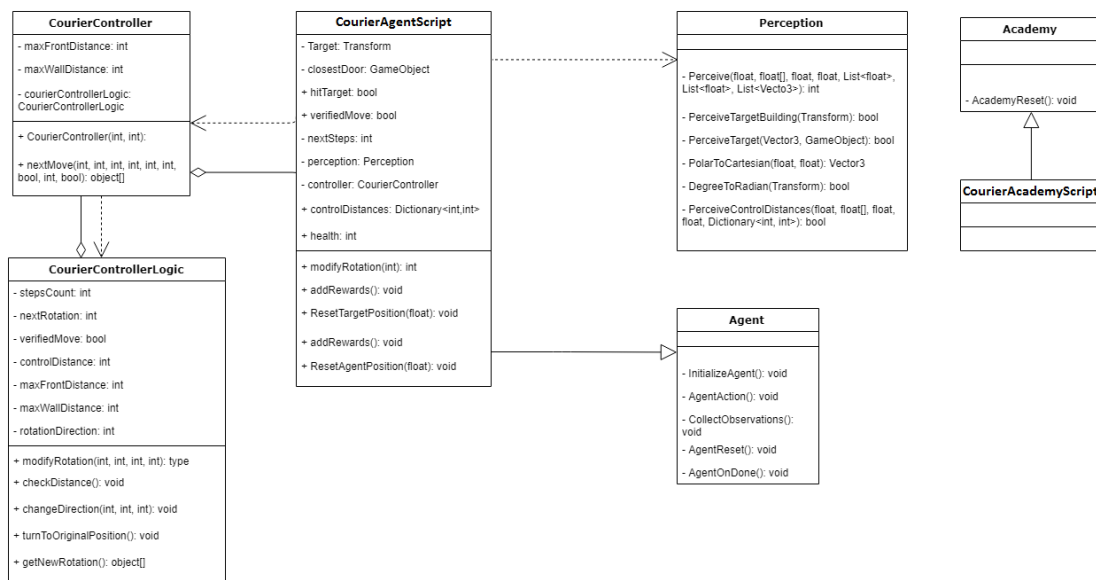 CourierController
- maxFrontDistance: int
- maxWallDistance: int
- courierControllerLogic:
CourierControllerLogic
+ CourierController(int, int):
+ nextMove(int, int, int, int, int, int,
bool, int, bool): object[]
CourierControllerLogic
- stepsCount: int
- nextRotation: int
- verifiedMove: bool
- controlDistance: int
- maxFrontDistance: int
- maxWallDistance: int
- rotationDirection: int
+ modifyRotation(int, int, int, int): type
+ checkDistance(): void
+ changeDirection(int, int, int): void
+ turnToOriginalPosition(): void
+ getNewRotation(): object[]
CourierAgentScript
- Target: Transform
- closestDoor: GameObject
+ hitTarget: bool
+ verifiedMove: bool
- nextSteps: int
- perception: Perception
- controller: CourierController
+ controlDistances: Dictionary<int,int>
+ health: int
+ modifyRotation(int): int
+ addRewards(): void
+ ResetTargetPosition(float): void
+ addRewards(): void
+ ResetAgentPosition(float): void
Perception
- Perceive(float, float[], float, float, List<float>,
List<float>, List<Vecto3>): int
- PerceiveTargetBuilding(Transform): bool
- PerceiveTarget(Vector3, GameObject): bool
- PolarToCartesian(float, float): Vector3
- DegreeToRadian(Transform): bool
- PerceiveControlDistances(float, float[], float,
float, Dictionary<int, int>): bool
Agent
- InitializeAgent(): void
- AgentAction(): void
- CollectObservations():
void
- AgentReset(): void
- AgentOnDone(): void
Academy
- AcademyReset(): void
CourierAcademyScript